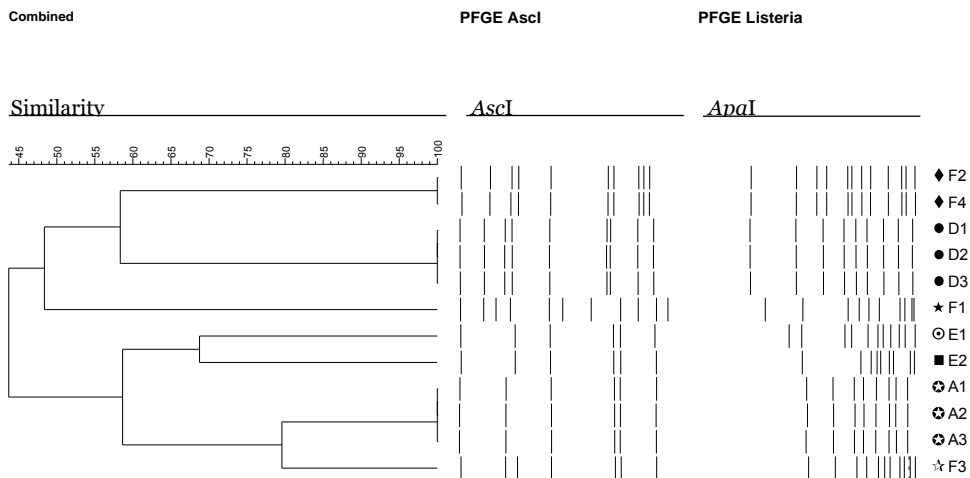 Combined PFGE AscI PFGE Listeria
Similarity AscI ApaI
45 50 55 60 65 70 75 80 85 90 95 100
♦ F2
♦ F4
● D1
● D2
● D3
★ F1
☉ E1
■ E2
✪ A1
✪ A2
✪ A3
☆ F3